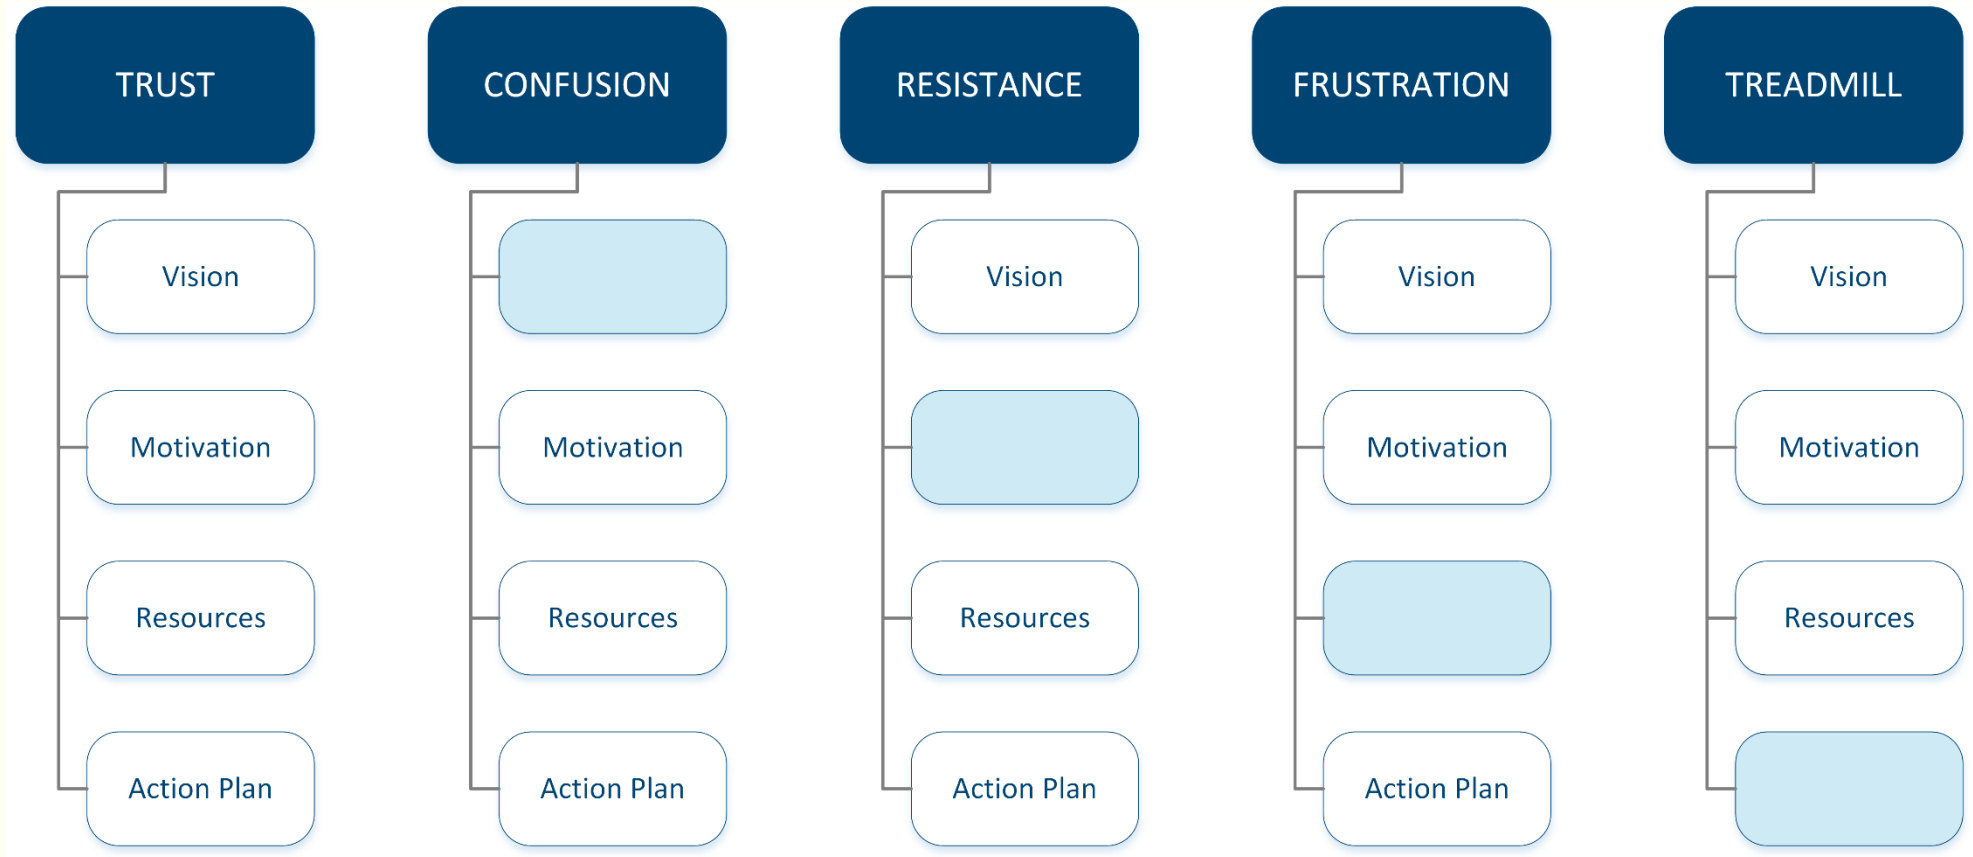 TRUST
Vision
Motivation
Resources
Action Plan
CONFUSION
Motivation
Resources
Action Plan
RESISTANCE
Vision
Resources
Action Plan
FRUSTRATION
Vision
Motivation
Action Plan
TREADMILL
Vision
Motivation
Resources